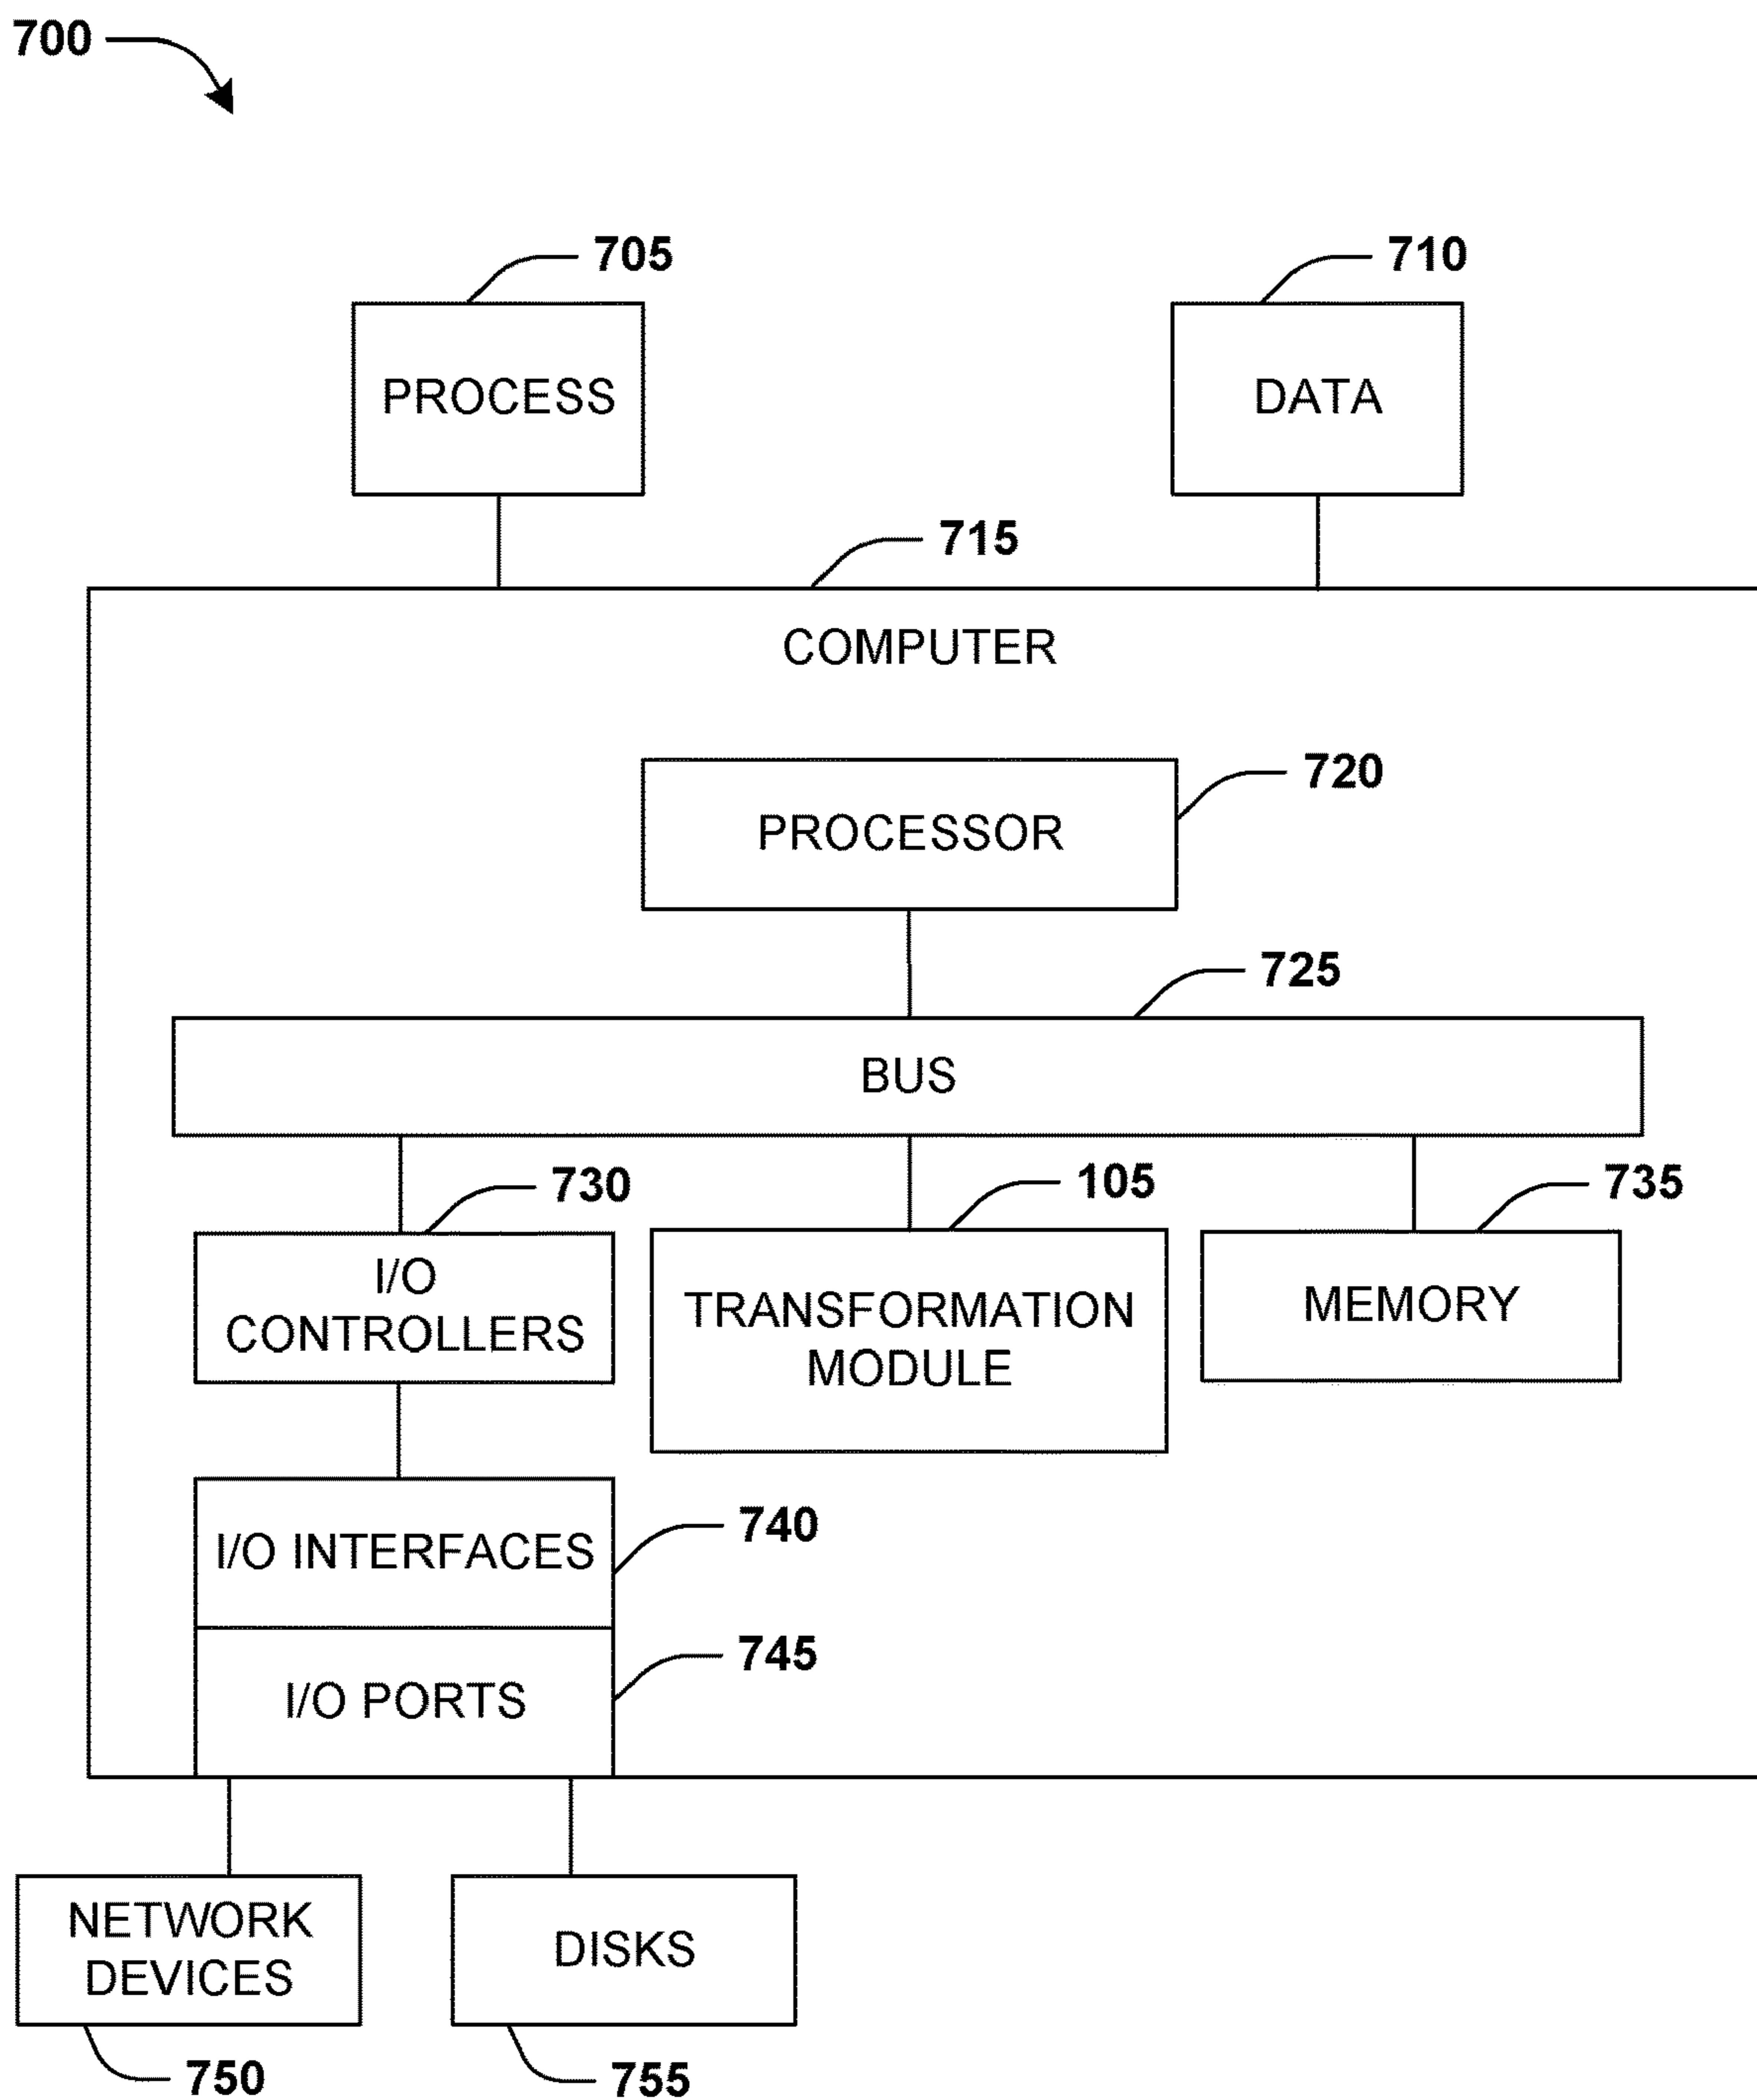 700
705
710
PROCESS
DATA
715
COMPUTER
720
PROCESSOR
725
BUS
730
105
735
I/O
CONTROLLERS
TRANSFORMATION
MODULE
MEMORY
740
I/O INTERFACES
745
I/O PORTS
NETWORK
DEVICES
DISKS
750
755